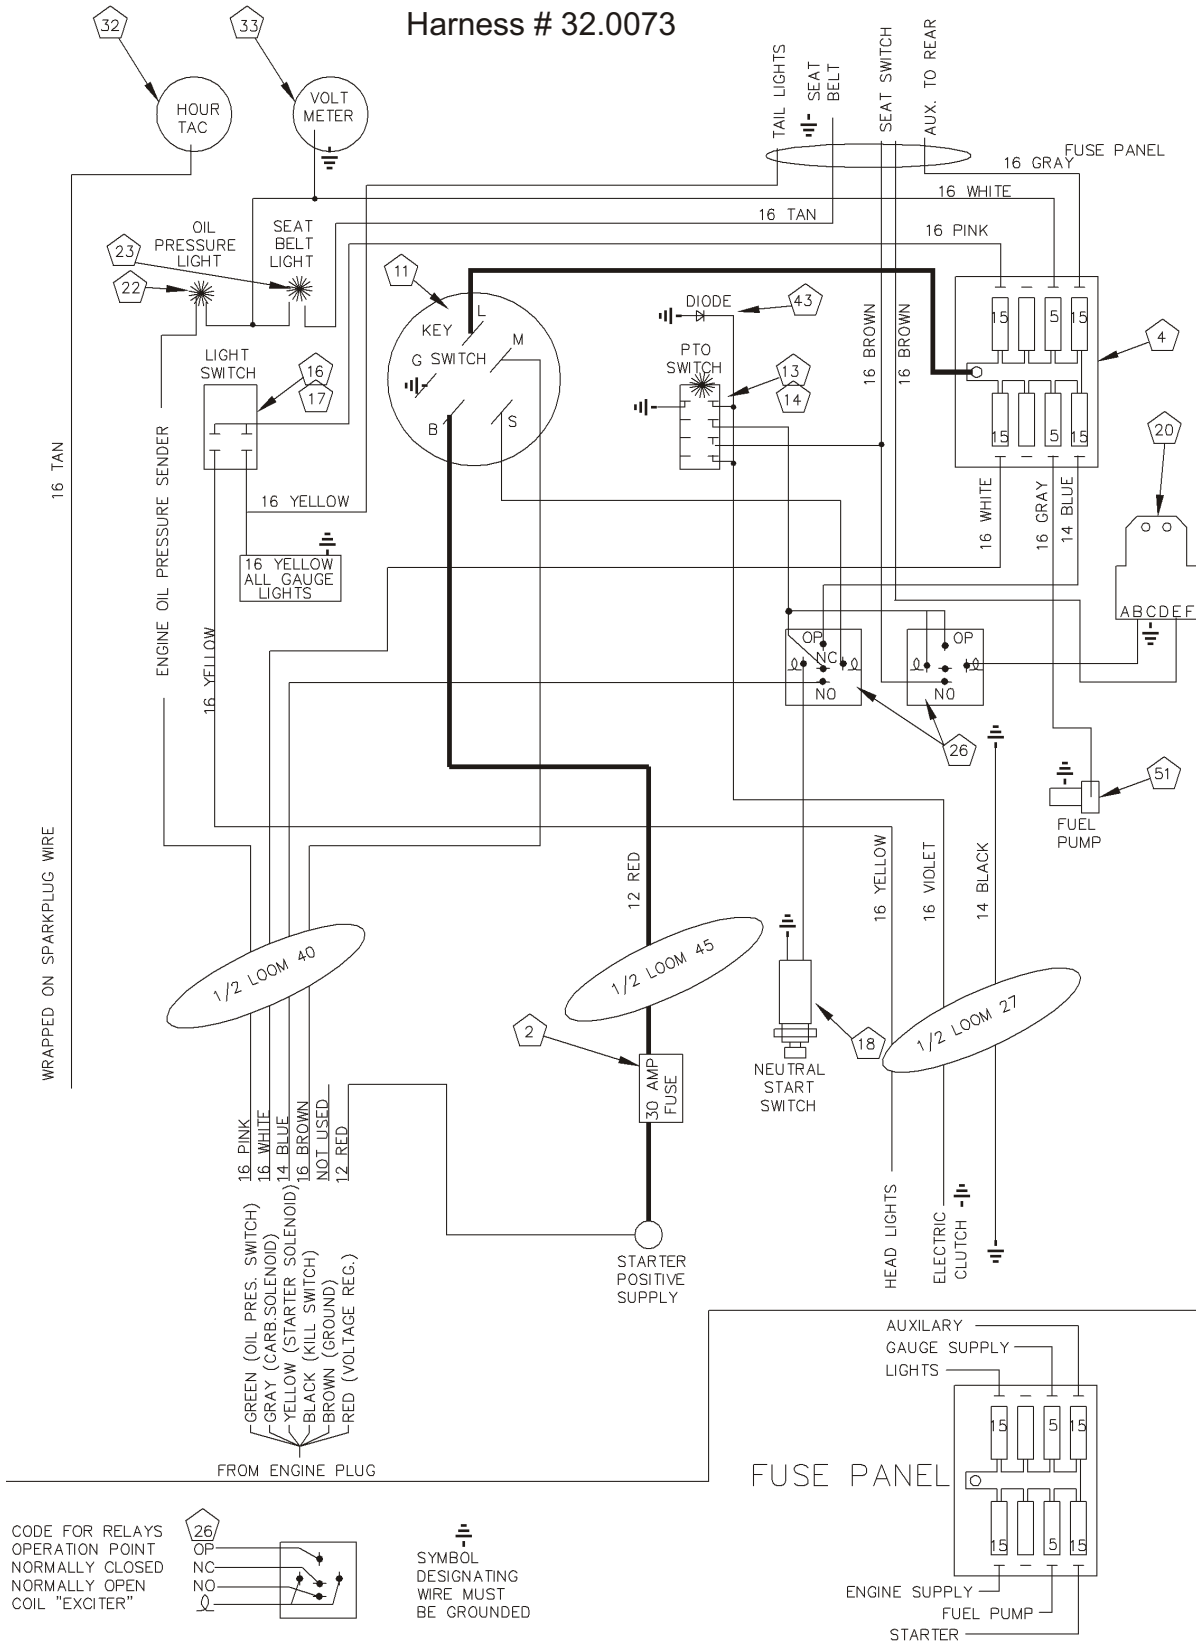 Harness # 32.0073
32
33
HOUR
TAC
VOLT
METER
TAIL LIGHTS
SEAT
BELT
SEAT SWITCH
AUX. TO REAR
FUSE PANEL
16 GRAY
16 WHITE
16 TAN
16 PINK
OIL
PRESSURE
LIGHT
SEAT
BELT
LIGHT
23
22
11
KEY
SWITCH
L
M
G
B
S
DIODE
43
PTO
SWITCH
13
14
16 BROWN
16 BROWN
15
5
15
15
5
15
4
20
LIGHT
SWITCH
16
17
16 TAN
ENGINE OIL PRESSURE SENDER
16 YELLOW
16 YELLOW
ALL GAUGE
LIGHTS
16 YELLOW
16 WHITE
16 GRAY
14 BLUE
ABCDEF
OP
NC
NO
OP
NO
26
51
FUEL
PUMP
WRAPPED ON SPARKPLUG WIRE
12 RED
16 YELLOW
16 VIOLET
14 BLACK
1/2 LOOM 40
1/2 LOOM 45
1/2 LOOM 27
2
30 AMP
FUSE
18
NEUTRAL
START
SWITCH
16 PINK
16 WHITE
14 BLUE
16 BROWN
NOT USED
12 RED
GREEN (OIL PRES. SWITCH)
GRAY (CARB.SOLENOID)
YELLOW (STARTER SOLENOID)
BLACK (KILL SWITCH)
BROWN (GROUND)
RED (VOLTAGE REG.)
FROM ENGINE PLUG
STARTER
POSITIVE
SUPPLY
HEAD LIGHTS
ELECTRIC
CLUTCH
AUXILARY
GAUGE SUPPLY
LIGHTS
15
5
15
FUSE PANEL
15
5
15
ENGINE SUPPLY
FUEL PUMP
STARTER
CODE FOR RELAYS
26
OPERATION POINT OP
NORMALLY CLOSED NC
NORMALLY OPEN NO
COIL "EXCITER"
SYMBOL
DESIGNATING
WIRE MUST
BE GROUNDED